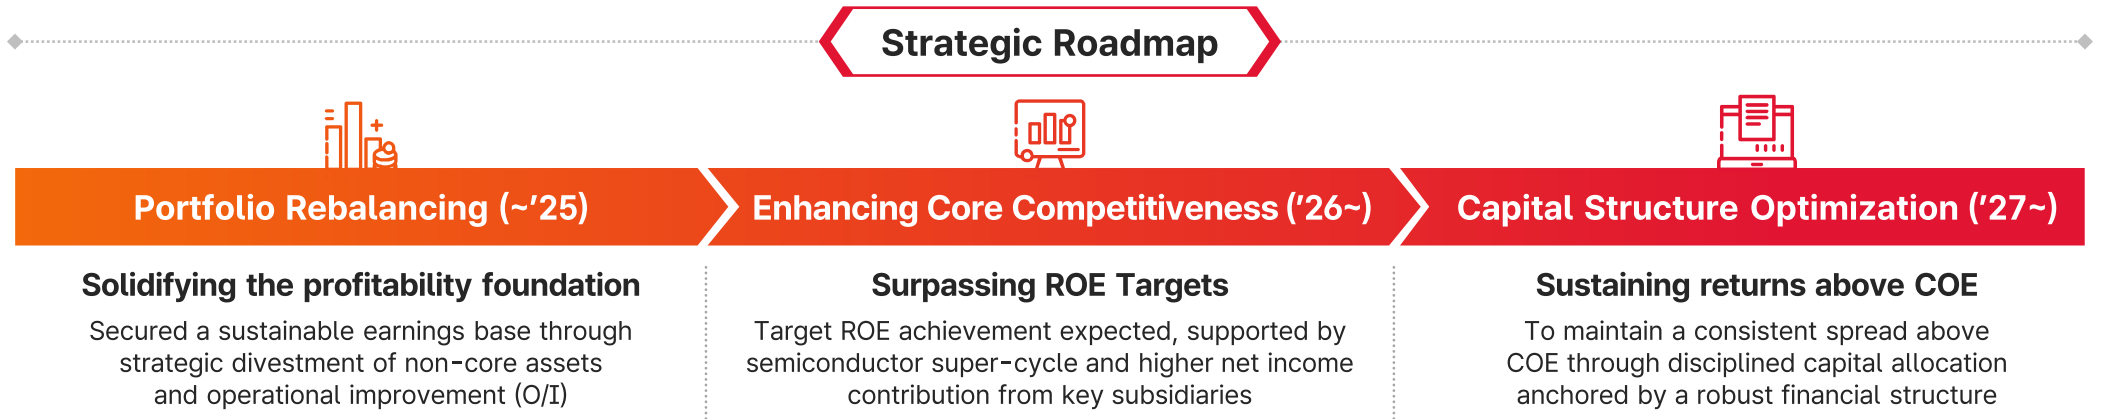 Strategic Roadmap
Portfolio Rebalancing (~’25)
Solidifying the profitability foundation
Secured a sustainable earnings base through
strategic divestment of non-core assets
and operational improvement (O/I)
Enhancing Core Competitiveness (’26~)
Surpassing ROE Targets
Target ROE achievement expected, supported by
semiconductor super-cycle and higher net income
contribution from key subsidiaries
Capital Structure Optimization (’27~)
Sustaining returns above COE
To maintain a consistent spread above
COE through disciplined capital allocation
anchored by a robust financial structure